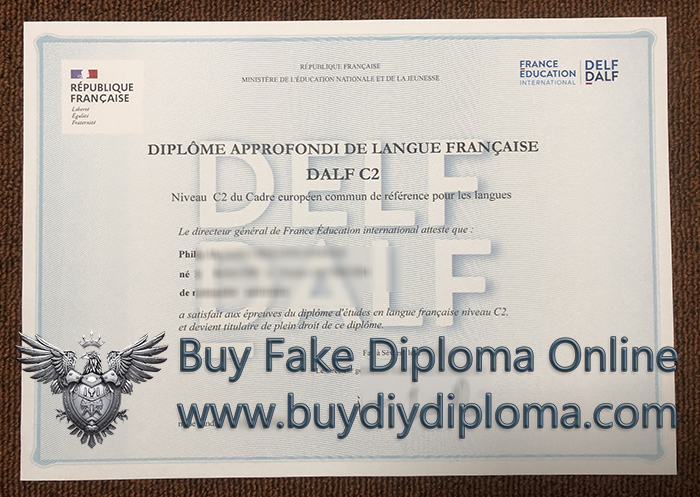 RÉPUBLIQUE FRANÇAISE
MINISTÈRE DE L'ÉDUCATION NATIONALE ET DE LA JEUNESSE
RÉPUBLIQUE
FRANÇAISE
Liberté
Égalité
Fraternité
FRANCE
ÉDUCATION
INTERNATIONAL
DELF
DALF
DELF
DALF
DIPLÔME APPROFONDI DE LANGUE FRANÇAISE
DALF C2
Niveau C2 du Cadre européen commun de référence pour les langues
Le directeur général de France Éducation international atteste que :
né
de
a satisfait aux épreuves du diplôme d'études en langue française niveau C2,
et devient titulaire de plein droit de ce diplôme.
Buy Fake Diploma Online
www.buydiydiploma.com